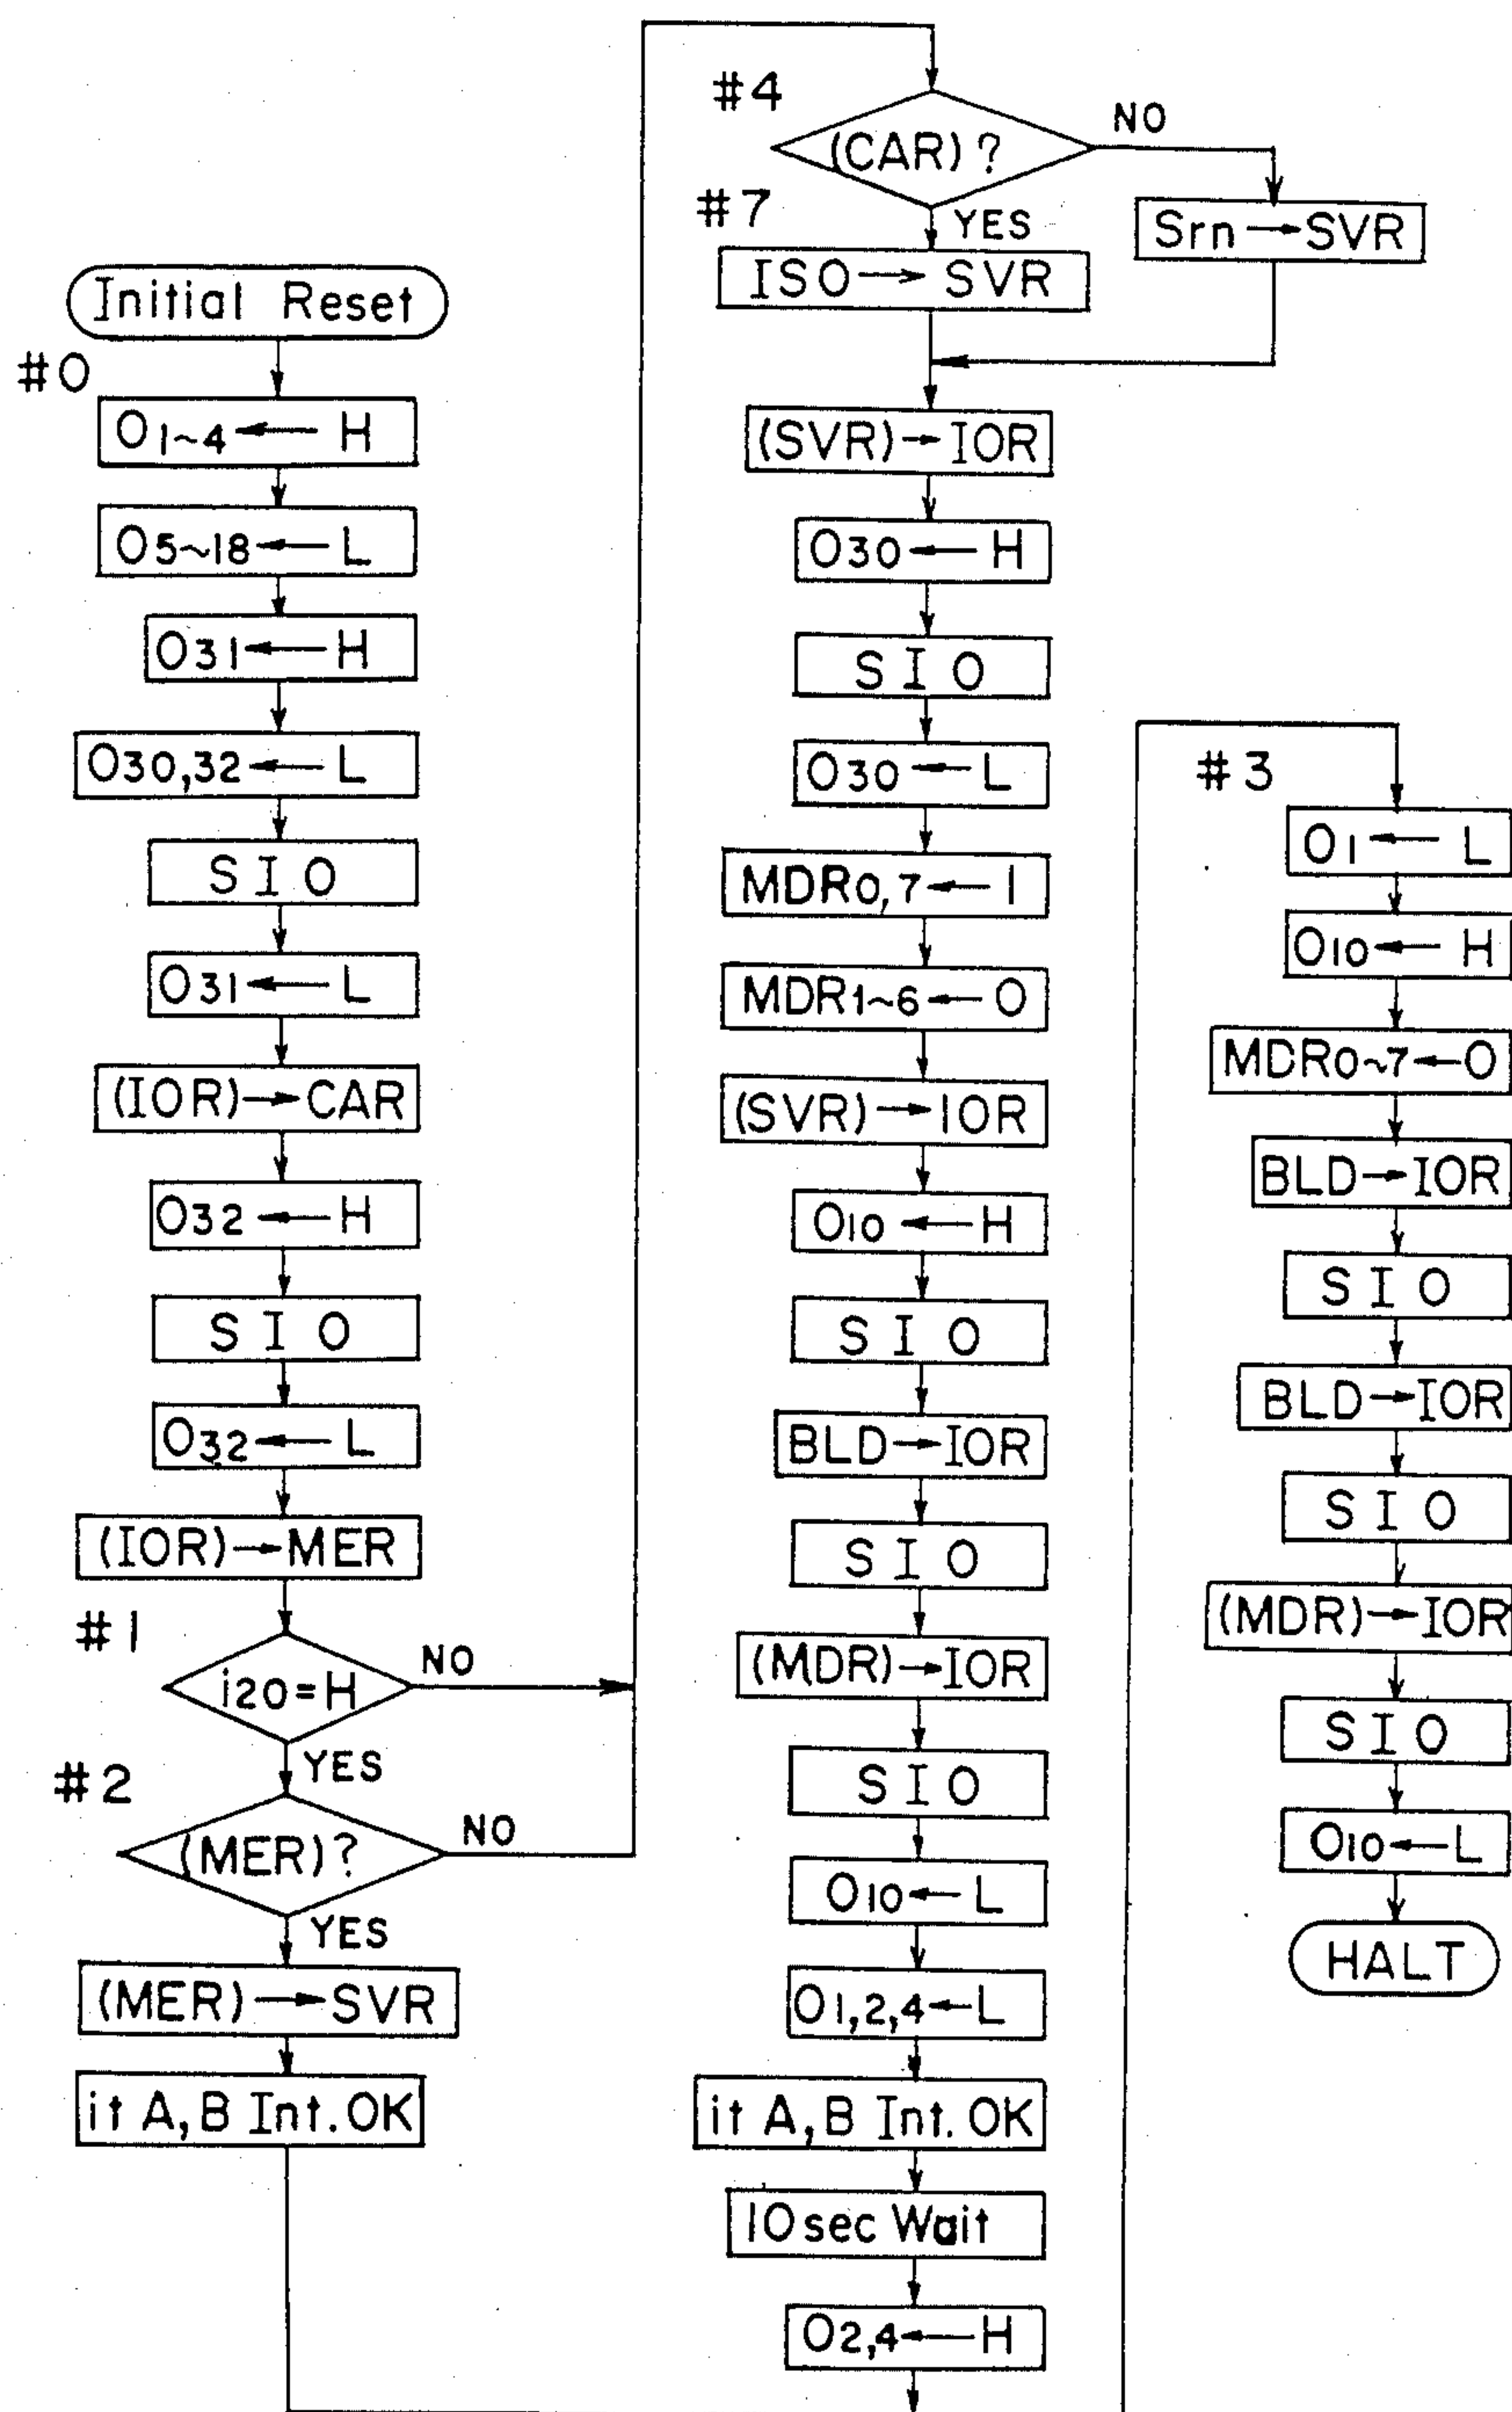 Initial Reset
#0
O1~4 ← H
O5~18 ← L
O31 ← H
O30,32 ← L
SIO
O31 ← L
(IOR) → CAR
O32 ← H
SIO
O32 ← L
(IOR) → MER
#1
i20=H
NO
YES
#2
(MER)?
NO
YES
(MER) → SVR
it A, B Int. OK
#4
(CAR)?
NO
#7
YES
Srn → SVR
ISO → SVR
(SVR) → IOR
O30 ← H
SIO
O30 ← L
MDR0,7 ← 1
MDR1~6 ← 0
(SVR) → IOR
O10 ← H
SIO
BLD → IOR
SIO
(MDR) → IOR
SIO
O10 ← L
O1,2,4 ← L
it A, B Int. OK
10sec Wait
O2,4 ← H
#3
O1 ← L
O10 ← H
MDR0~7 ← 0
BLD → IOR
SIO
BLD → IOR
SIO
(MDR) → IOR
SIO
O10 ← L
HALT